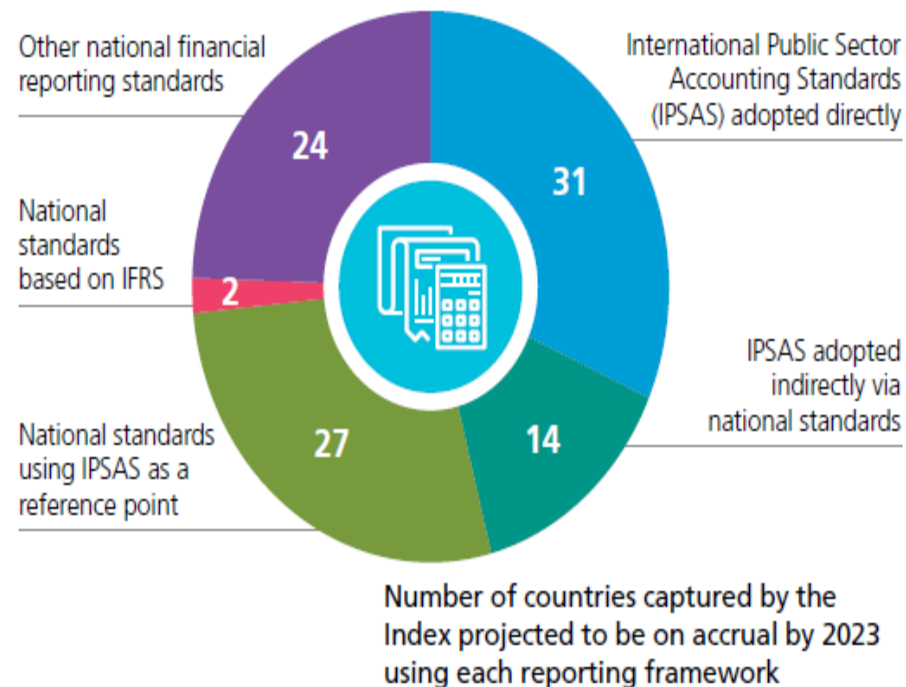 Other national financial
reporting standards
24
International Public Sector
Accounting Standards
(IPSAS) adopted directly
31
National
standards
based on IFRS
2
IPSAS adopted
indirectly via
national standards
14
National standards
using IPSAS as a
reference point
27
Number of countries captured by the
Index projected to be on accrual by 2023
using each reporting framework